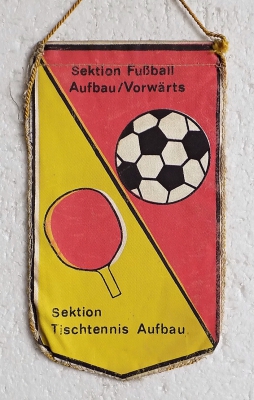 Sektion Fußball
Aufbau/Vorwärts
Sektion
Tischtennis Aufbau